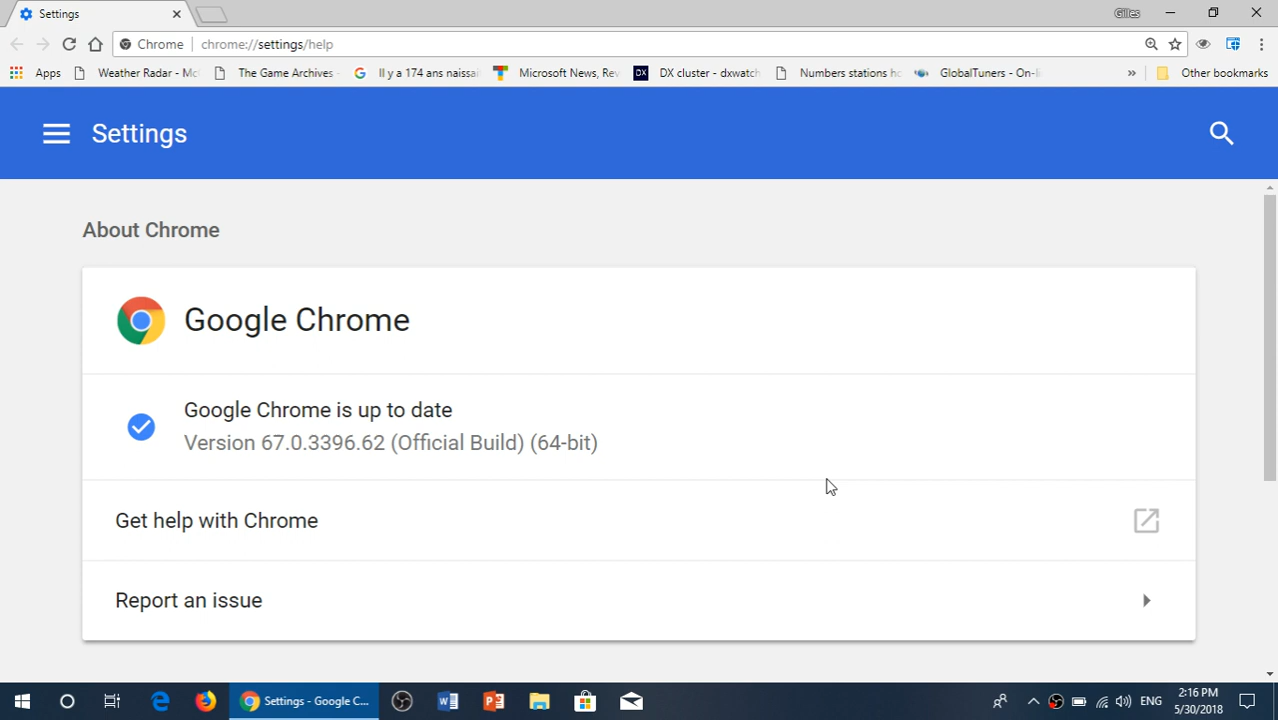 Settings
Gilles
Chrome chrome://settings/help
Apps Weather Radar - Mc The Game Archives - Il y a 174 ans naissai Microsoft News, Rev DX DX cluster - dxwatch Numbers stations ho GlobalTuners - On-li » Other bookmarks
Settings
About Chrome
Google Chrome
Google Chrome is up to date
Version 67.0.3396.62 (Official Build) (64-bit)
Get help with Chrome
Report an issue
Settings - Google C...
ENG
2:16 PM
5/30/2018